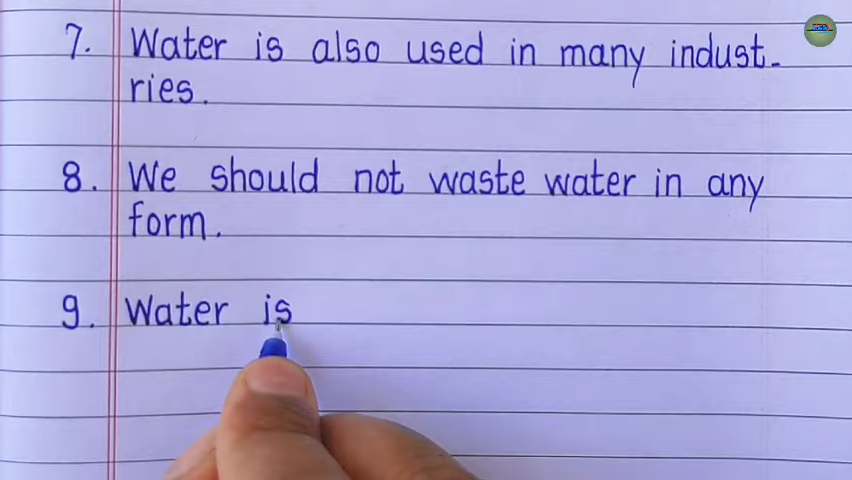 7. Water is also used in many indust-
ries.
8. We should not waste water in any
form.
9. Water is